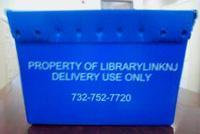 PROPERTY OF LIBRARYLINKNJ
DELIVERY USE ONLY
732-752-7720